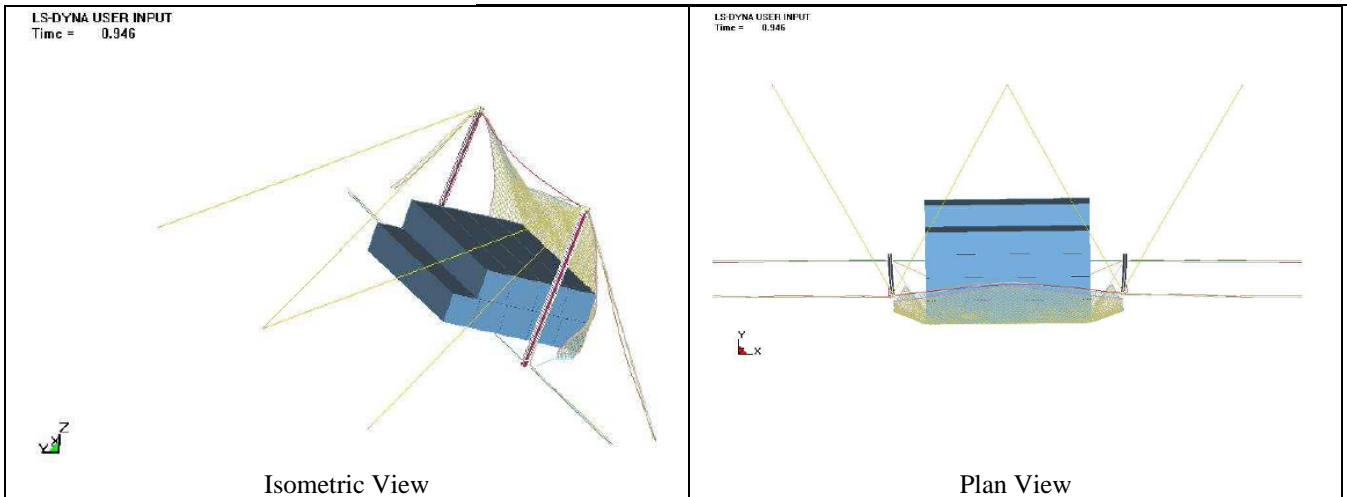 LS-DYNA USER INPUT
Time = 0.946
Z
Y X
Isometric View
LS-DYNA USER INPUT
Time = 0.946
Y
X
Plan View